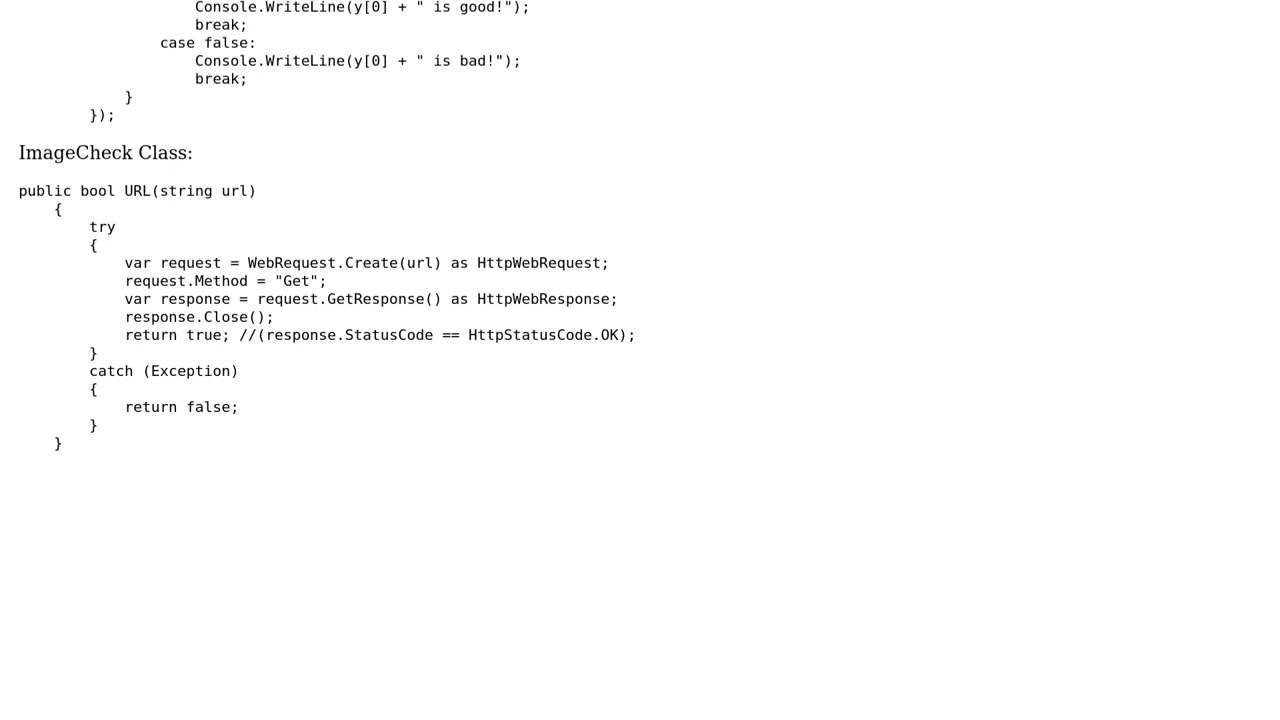 Console.WriteLine(y[0] + " is good!");
                    break;
                case false:
                    Console.WriteLine(y[0] + " is bad!");
                    break;
            }
        });
ImageCheck Class:
public bool URL(string url)
    {
        try
        {
            var request = WebRequest.Create(url) as HttpWebRequest;
            request.Method = "Get";
            var response = request.GetResponse() as HttpWebResponse;
            response.Close();
            return true; //(response.StatusCode == HttpStatusCode.OK);
        }
        catch (Exception)
        {
            return false;
        }
    }